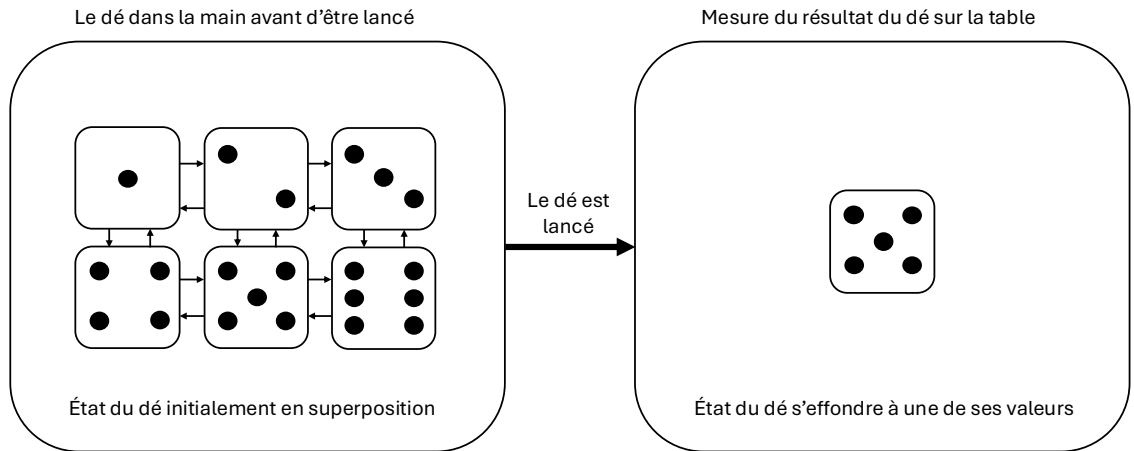 Le dé dans la main avant d’être lancé
Mesure du résultat du dé sur la table
Le dé est
lancé
État du dé initialement en superposition
État du dé s’effondre à une de ses valeurs